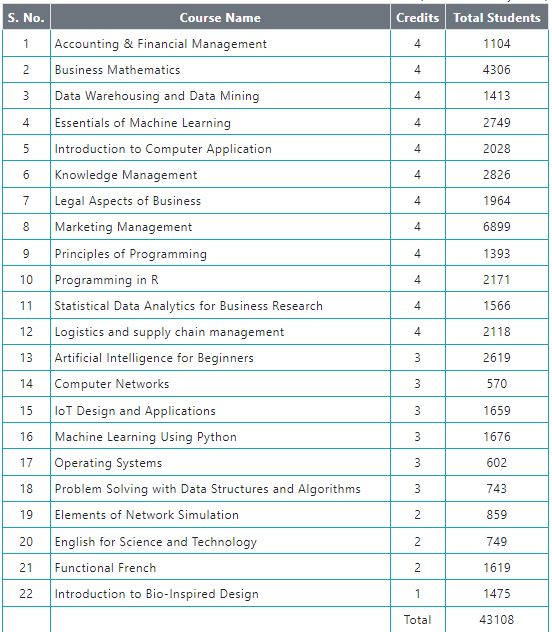 S. No. Course Name Credits Total Students
1 Accounting & Financial Management 4 1104
2 Business Mathematics 4 4306
3 Data Warehousing and Data Mining 4 1413
4 Essentials of Machine Learning 4 2749
5 Introduction to Computer Application 4 2028
6 Knowledge Management 4 2826
7 Legal Aspects of Business 4 1964
8 Marketing Management 4 6899
9 Principles of Programming 4 1393
10 Programming in R 4 2171
11 Statistical Data Analytics for Business Research 4 1566
12 Logistics and supply chain management 4 2118
13 Artificial Intelligence for Beginners 3 2619
14 Computer Networks 3 570
15 IoT Design and Applications 3 1659
16 Machine Learning Using Python 3 1676
17 Operating Systems 3 602
18 Problem Solving with Data Structures and Algorithms 3 743
19 Elements of Network Simulation 2 859
20 English for Science and Technology 2 749
21 Functional French 2 1619
22 Introduction to Bio-Inspired Design 1 1475
Total 43108